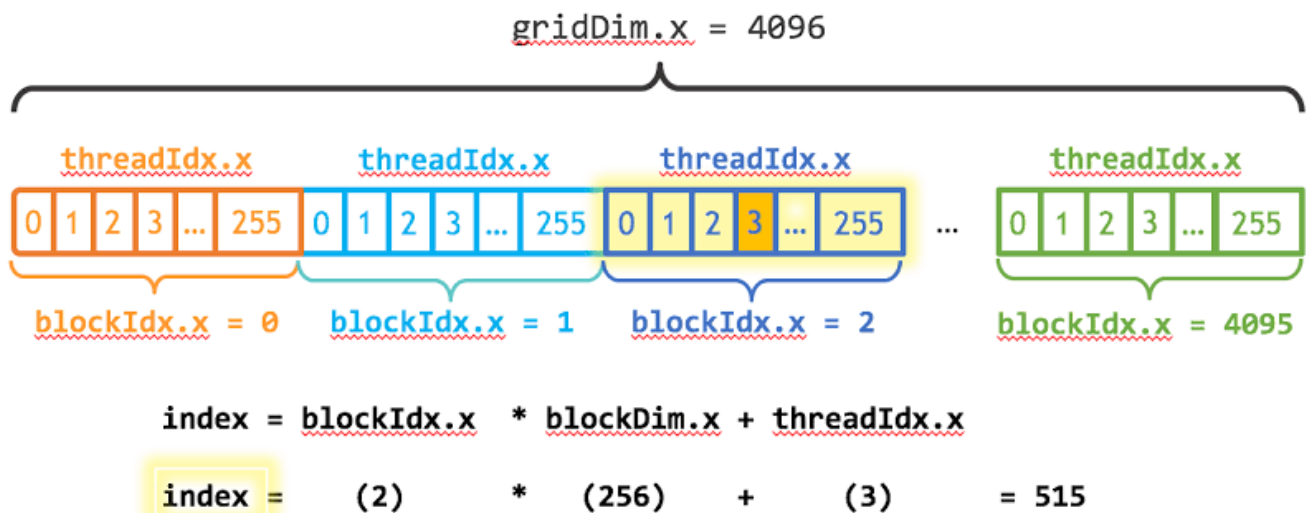 gridDim.x = 4096
threadIdx.x threadIdx.x threadIdx.x threadIdx.x
0 1 2 3 ... 255 0 1 2 3 ... 255 0 1 2 3 ... 255 ... 0 1 2 3 ... 255
blockIdx.x = 0 blockIdx.x = 1 blockIdx.x = 2 blockIdx.x = 4095
index = blockIdx.x * blockDim.x + threadIdx.x
index = (2) * (256) + (3) = 515